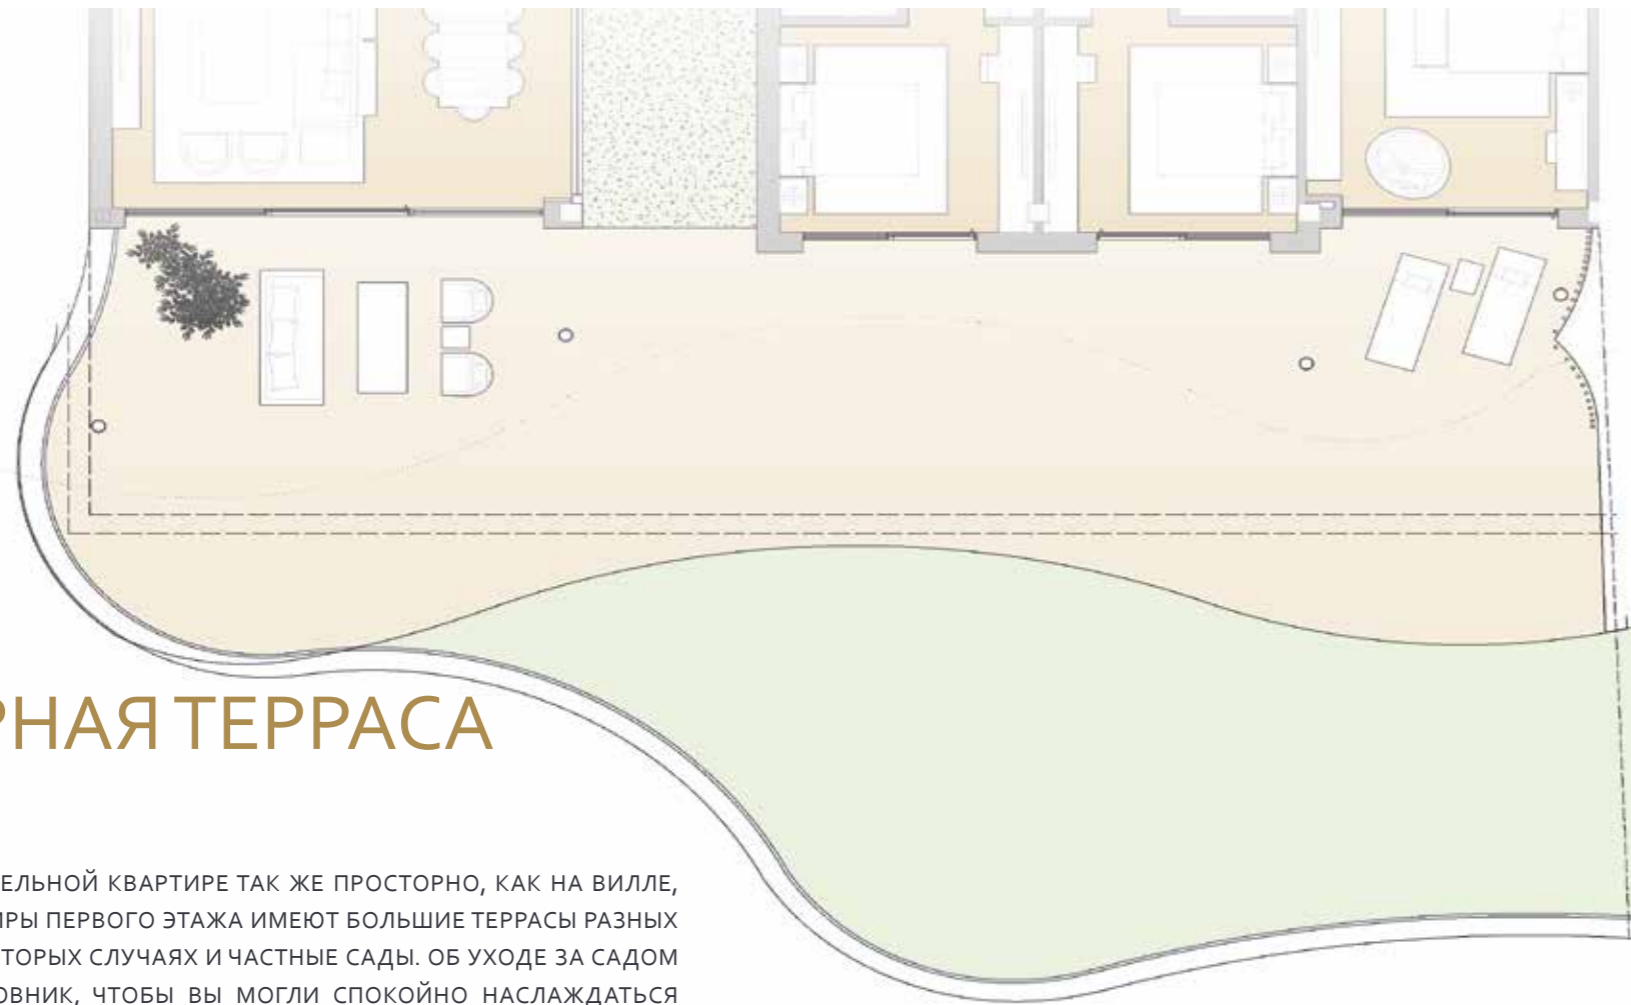 РНАЯ ТЕРРАСА
ЕЛЬНОЙ КВАРТИРЕ ТАК ЖЕ ПРОСТОРНО, КАК НА ВИЛЛЕ,
ИРЫ ПЕРВОГО ЭТАЖА ИМЕЮТ БОЛЬШИЕ ТЕРРАСЫ РАЗНЫХ
ТОРЫХ СЛУЧАЯХ И ЧАСТНЫЕ САДЫ. ОБ УХОДЕ ЗА САДОМ
ОВНИК, ЧТОБЫ ВЫ МОГЛИ СПОКОЙНО НАСЛАЖДАТЬСЯ